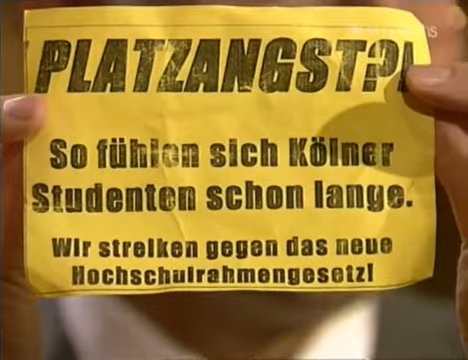 PLATZANGST?!
So fühlen sich Kölner
Studenten schon lange.
Wir streiken gegen das neue
Hochschulrahmengesetz!